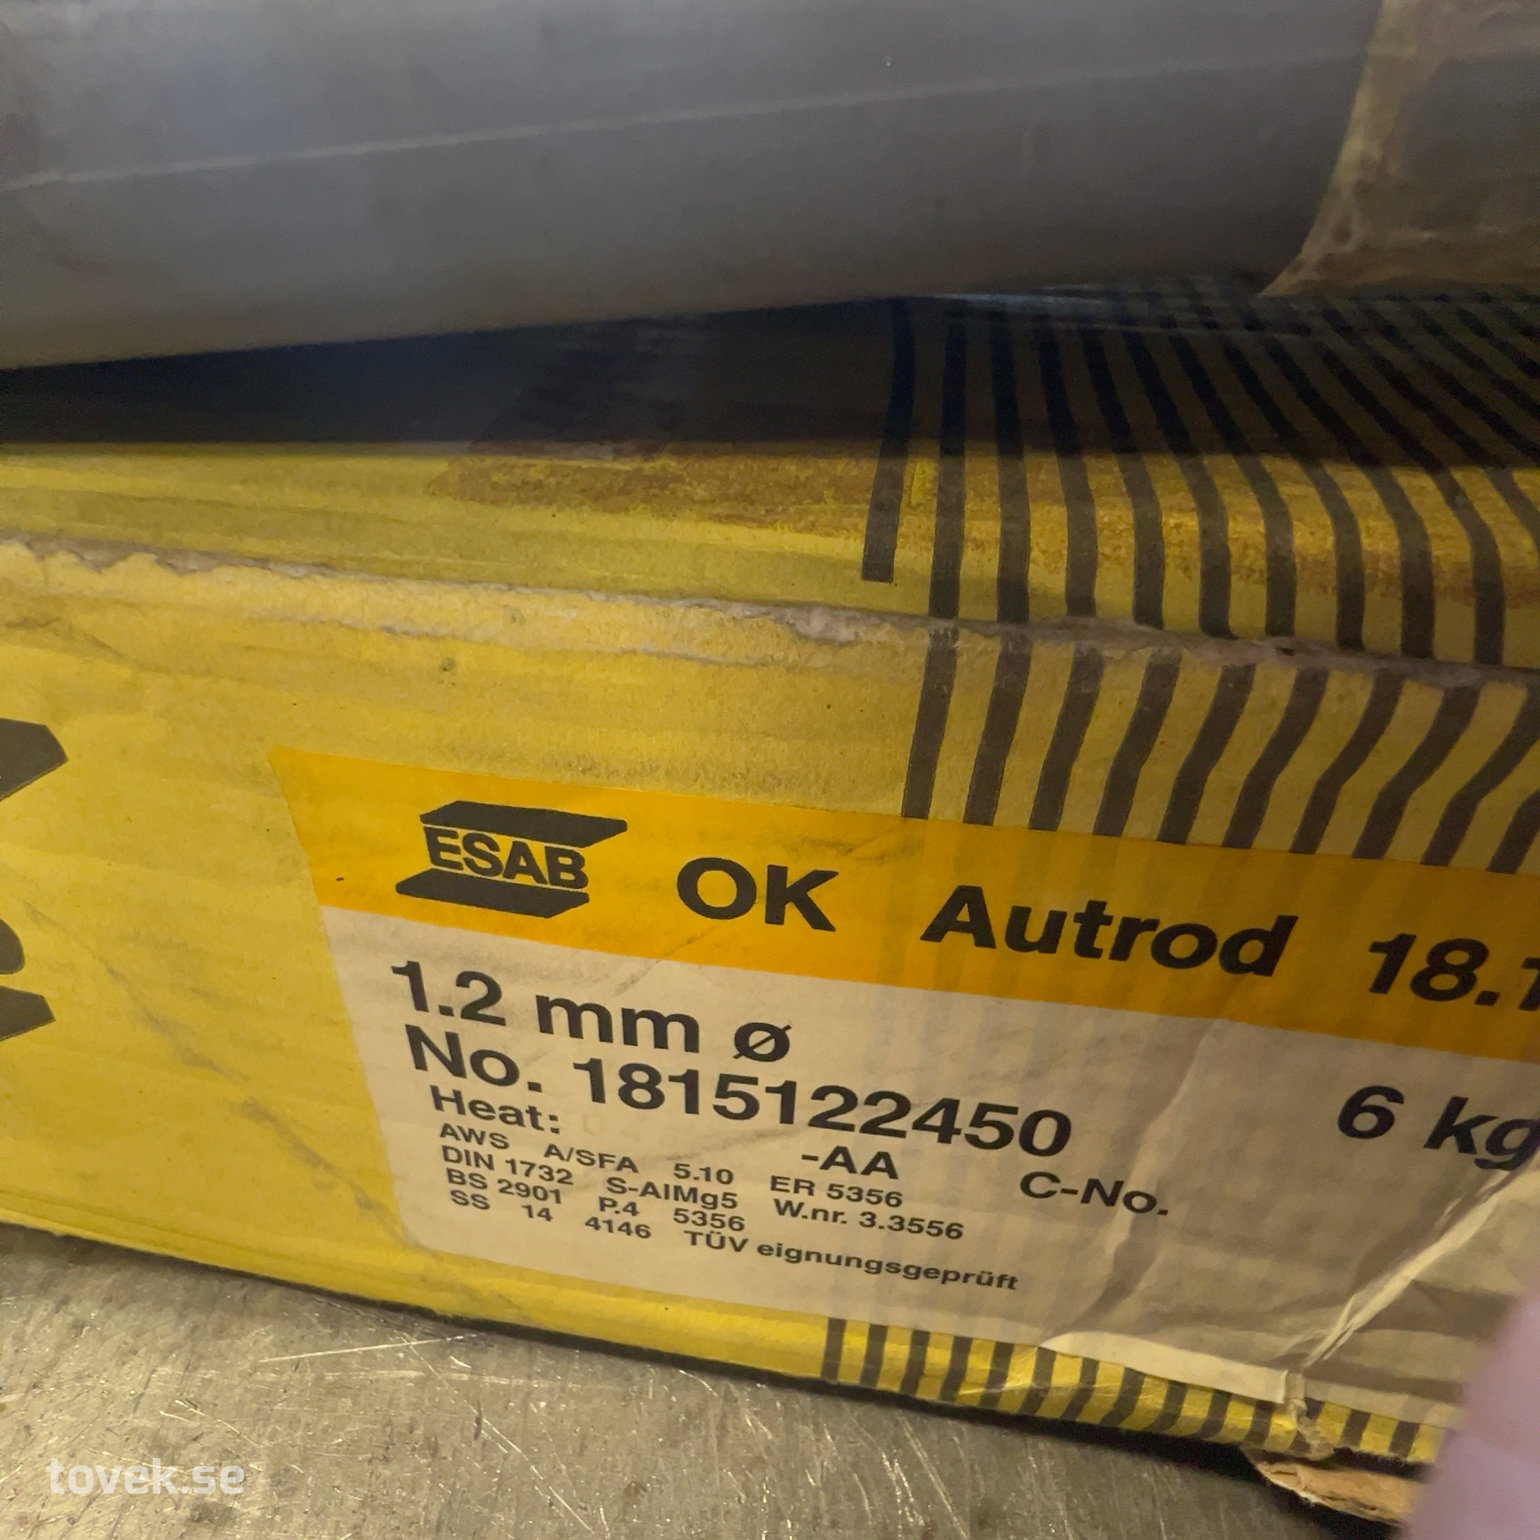 ESAB OK Autrod 18.1
1.2 mm ø
No. 1815122450 6 kg
Heat:
-AA C-No.
AWS A/SFA 5.10 ER 5356
DIN 1732 S-AlMg5 W.nr. 3.3556
BS 2901 P.4 5356
SS 14 4146 TÜV eignungsgeprüft
tovek.se